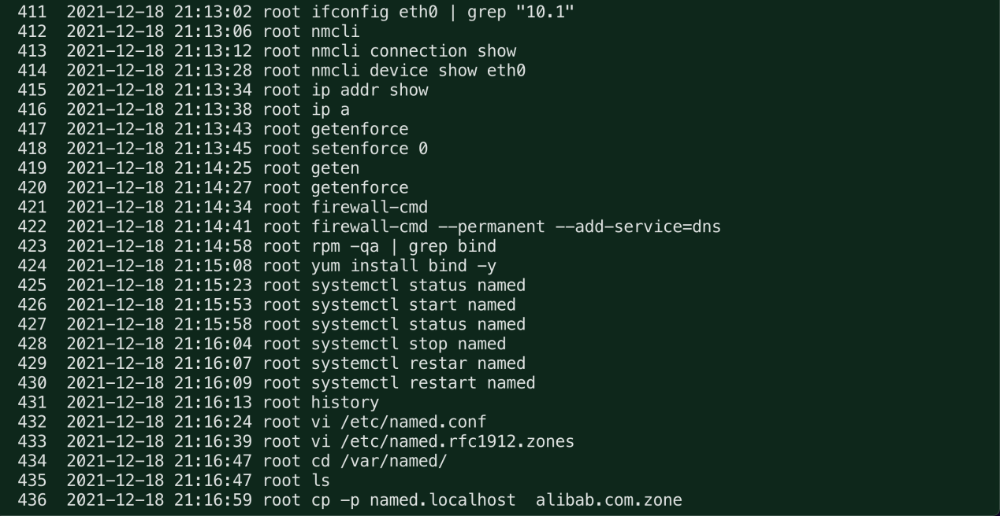 411  2021-12-18 21:13:02 root ifconfig eth0 | grep "10.1"
412  2021-12-18 21:13:06 root nmcli
413  2021-12-18 21:13:12 root nmcli connection show
414  2021-12-18 21:13:28 root nmcli device show eth0
415  2021-12-18 21:13:34 root ip addr show
416  2021-12-18 21:13:38 root ip a
417  2021-12-18 21:13:43 root getenforce
418  2021-12-18 21:13:45 root setenforce 0
419  2021-12-18 21:14:25 root geten
420  2021-12-18 21:14:27 root getenforce
421  2021-12-18 21:14:34 root firewall-cmd
422  2021-12-18 21:14:41 root firewall-cmd --permanent --add-service=dns
423  2021-12-18 21:14:58 root rpm -qa | grep bind
424  2021-12-18 21:15:08 root yum install bind -y
425  2021-12-18 21:15:23 root systemctl status named
426  2021-12-18 21:15:53 root systemctl start named
427  2021-12-18 21:15:58 root systemctl status named
428  2021-12-18 21:16:04 root systemctl stop named
429  2021-12-18 21:16:07 root systemctl restar named
430  2021-12-18 21:16:09 root systemctl restart named
431  2021-12-18 21:16:13 root history
432  2021-12-18 21:16:24 root vi /etc/named.conf
433  2021-12-18 21:16:39 root vi /etc/named.rfc1912.zones
434  2021-12-18 21:16:47 root cd /var/named/
435  2021-12-18 21:16:47 root ls
436  2021-12-18 21:16:59 root cp -p named.localhost  alibab.com.zone